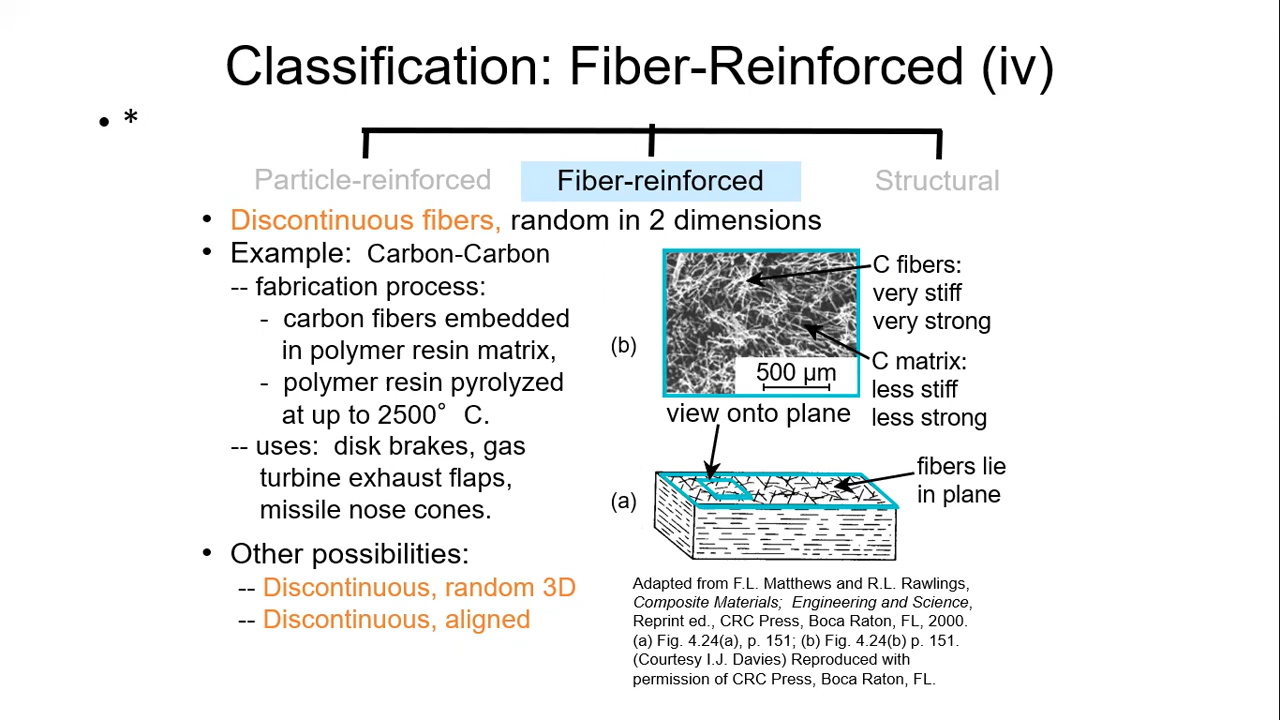 Classification: Fiber-Reinforced (iv)
• *
Particle-reinforced
Fiber-reinforced
Structural
• Discontinuous fibers, random in 2 dimensions
• Example: Carbon-Carbon
-- fabrication process:
- carbon fibers embedded
in polymer resin matrix,
- polymer resin pyrolyzed
at up to 2500° C.
-- uses: disk brakes, gas
turbine exhaust flaps,
missile nose cones.
• Other possibilities:
-- Discontinuous, random 3D
-- Discontinuous, aligned
(b)
C fibers:
very stiff
very strong
C matrix:
less stiff
less strong
500 μm
view onto plane
(a)
fibers lie
in plane
Adapted from F.L. Matthews and R.L. Rawlings,
Composite Materials; Engineering and Science,
Reprint ed., CRC Press, Boca Raton, FL, 2000.
(a) Fig. 4.24(a), p. 151; (b) Fig. 4.24(b) p. 151.
(Courtesy I.J. Davies) Reproduced with
permission of CRC Press, Boca Raton, FL.